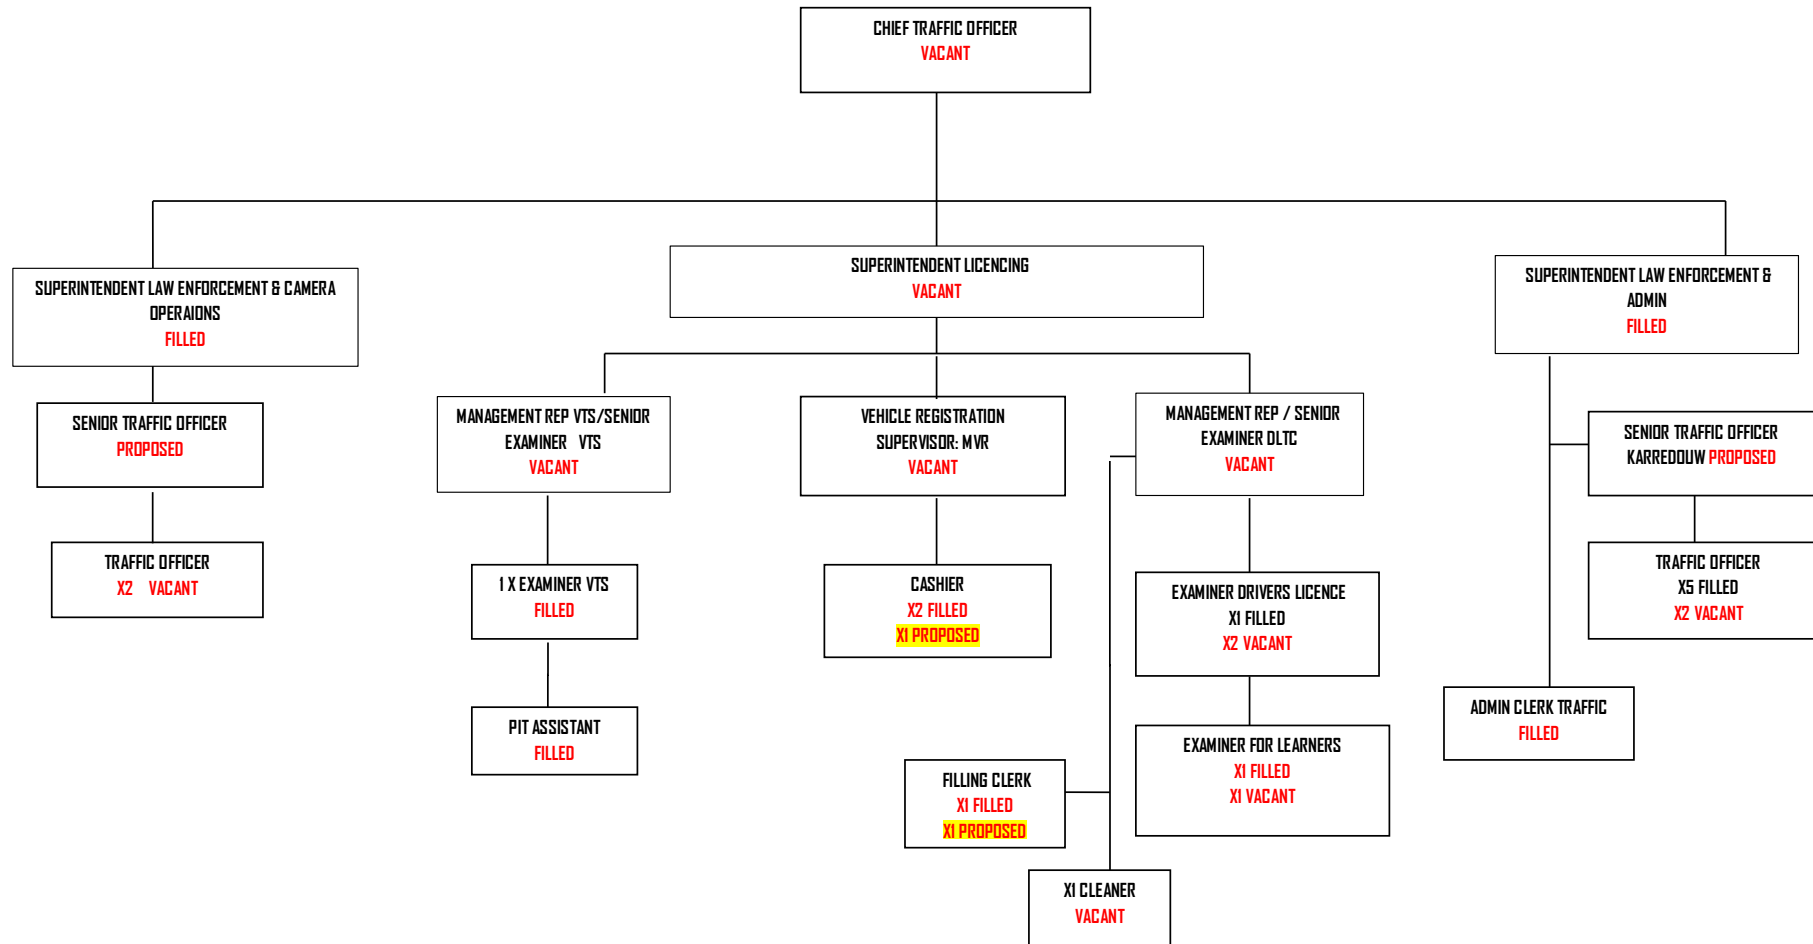 CHIEF TRAFFIC OFFICER
VACANT
SUPERINTENDENT LAW ENFORCEMENT & CAMERA
OPERAIONS
FILLED
SUPERINTENDENT LICENCING
VACANT
SUPERINTENDENT LAW ENFORCEMENT &
ADMIN
FILLED
SENIOR TRAFFIC OFFICER
PROPOSED
MANAGEMENT REP VTS/SENIOR
EXAMINER VTS
VACANT
VEHICLE REGISTRATION
SUPERVISOR: MVR
VACANT
MANAGEMENT REP / SENIOR
EXAMINER DLTC
VACANT
SENIOR TRAFFIC OFFICER
KARREDOUW PROPOSED
TRAFFIC OFFICER
X2 VACANT
1 X EXAMINER VTS
FILLED
CASHIER
X2 FILLED
X1 PROPOSED
EXAMINER DRIVERS LICENCE
X1 FILLED
X2 VACANT
TRAFFIC OFFICER
X5 FILLED
X2 VACANT
PIT ASSISTANT
FILLED
FILLING CLERK
X1 FILLED
X1 PROPOSED
EXAMINER FOR LEARNERS
X1 FILLED
X1 VACANT
ADMIN CLERK TRAFFIC
FILLED
X1 CLEANER
VACANT